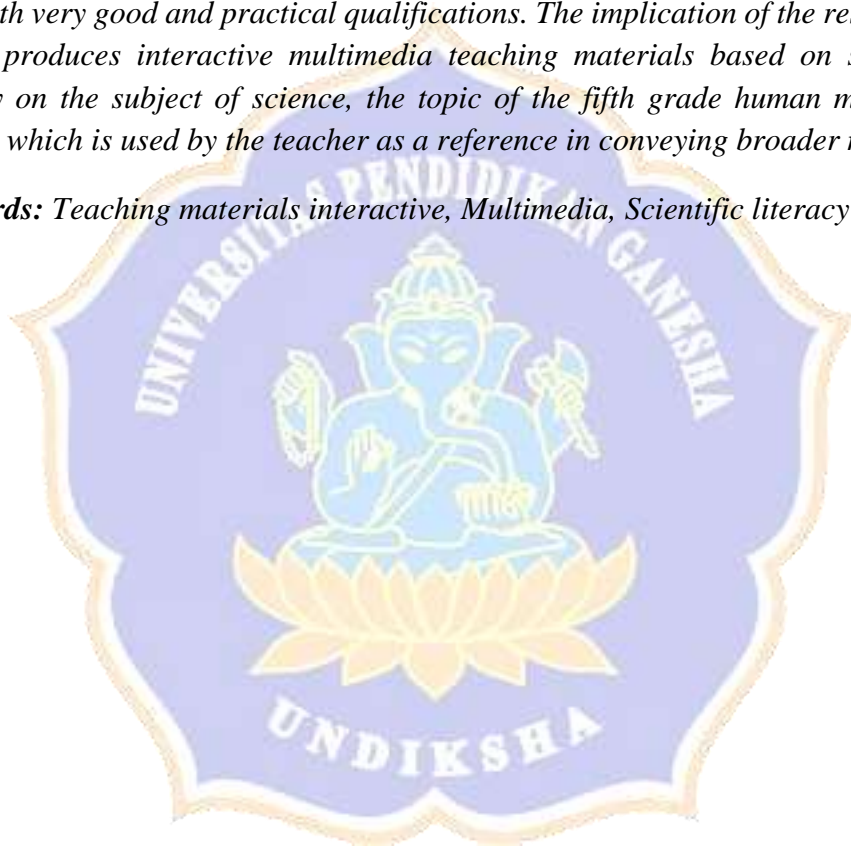 th very good and practical qualifications. The implication of the
produces interactive multimedia teaching materials based on
on the subject of science, the topic of the fifth grade human
which is used by the teacher as a reference in conveying broader
rds: Teaching materials interactive, Multimedia, Scientific literacy
UNIVERSITAS PENDIDIKAN GANESHA
UNDIKSHA